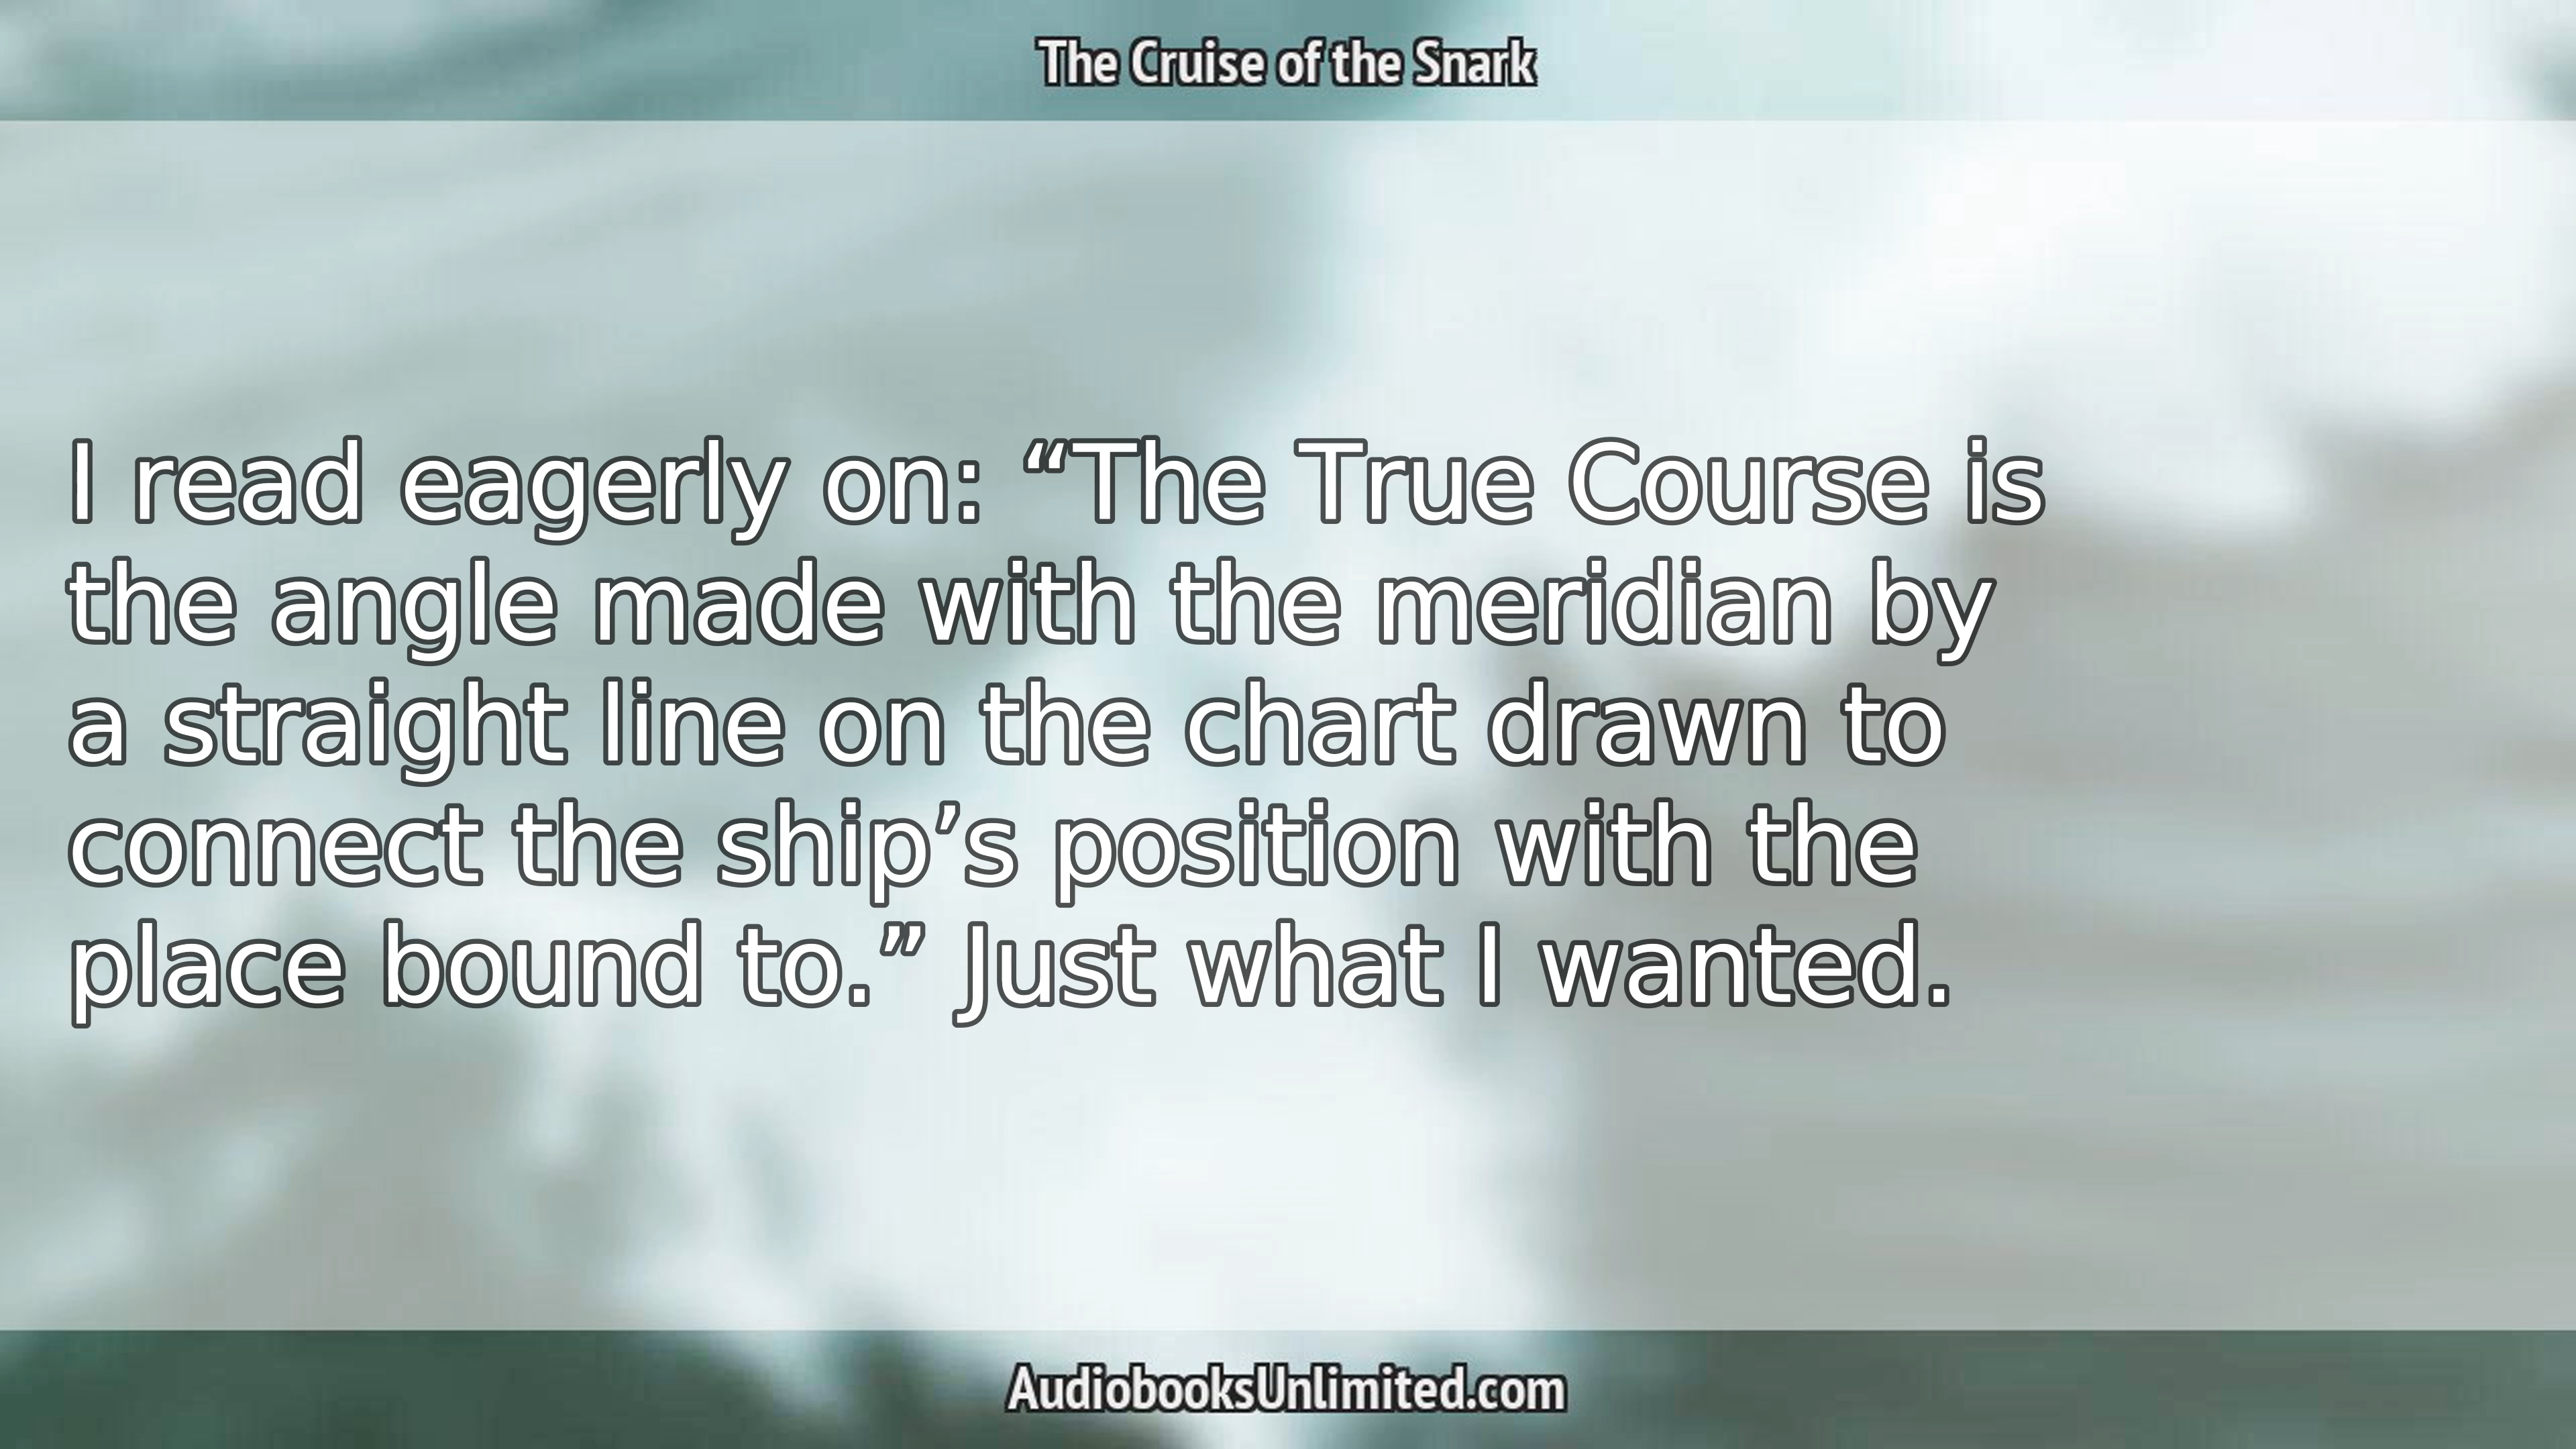 The Cruise of the Snark
I read eagerly on: “The True Course is
the angle made with the meridian by
a straight line on the chart drawn to
connect the ship’s position with the
place bound to.” Just what I wanted.
AudiobooksUnlimited.com